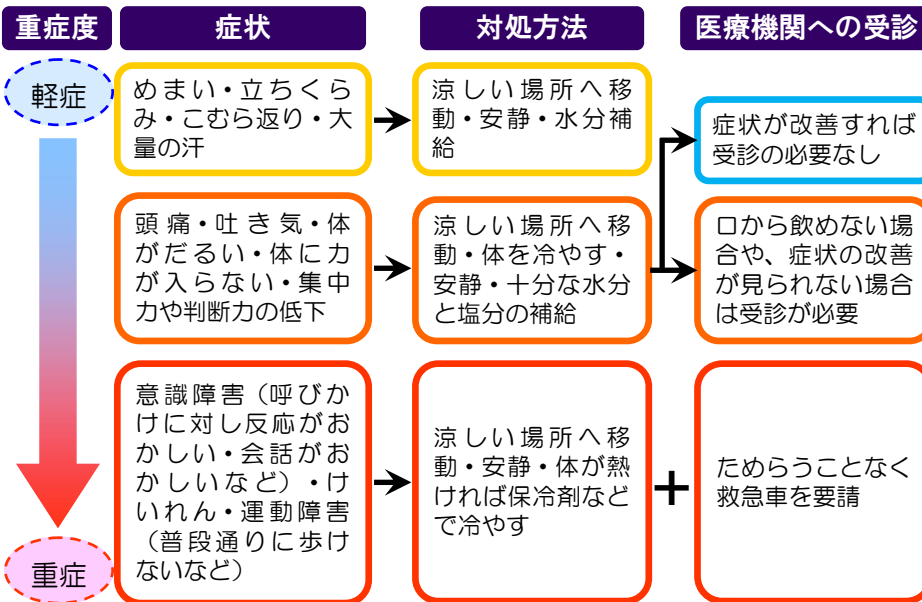 重症度
症状
対処方法
医療機関への受診
軽症
めまい・立ちくら
み・こむら返り・大
量の汗
涼しい場所へ移
動・安静・水分補
給
症状が改善すれば
受診の必要なし
頭痛・吐き気・体
がだるい・体に力
が入らない・集中
力や判断力の低下
涼しい場所へ移
動・体を冷やす・
安静・十分な水分
と塩分の補給
口から飲めない場
合や、症状の改善
が見られない場合
は受診が必要
重症
意識障害（呼びか
けに対し反応がお
かしい・会話がお
かしいなど）・け
いれん・運動障害
（普段通りに歩け
ないなど）
涼しい場所へ移
動・安静・体が熱
ければ保冷剤など
で冷やす
+
ためらうことなく
救急車を要請